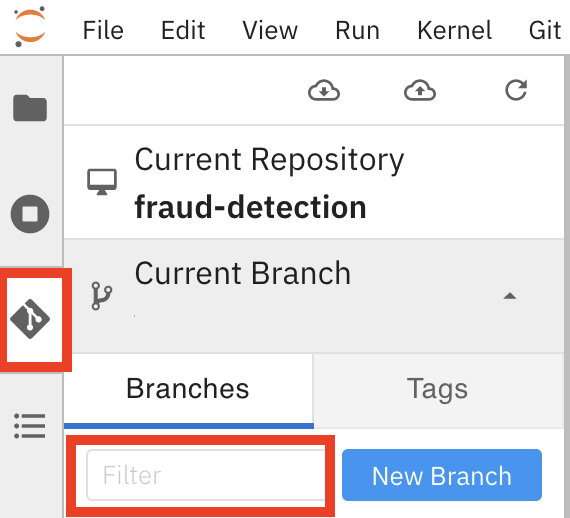 File Edit View Run Kernel Git
Current Repository
fraud-detection
Current Branch
Branches Tags
Filter New Branch